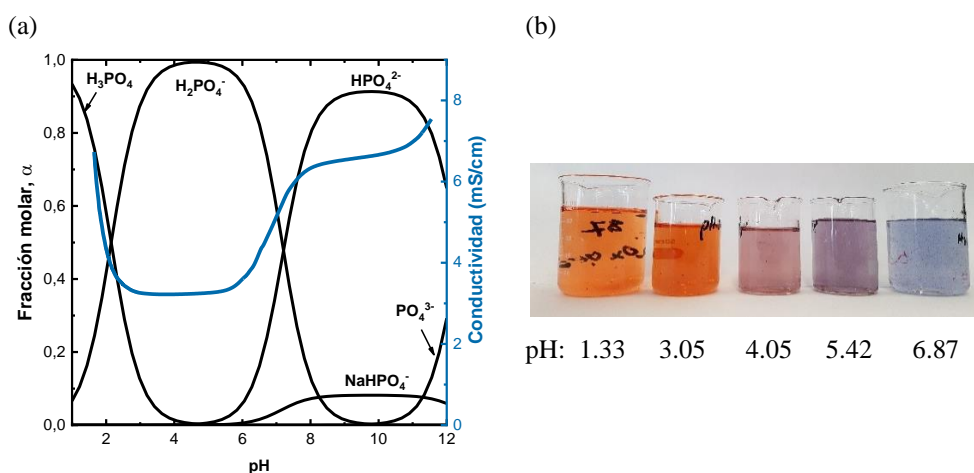 (a)
(b)
1,0
0,8
0,6
0,4
0,2
0,0
Fracción molar, α
H₃PO₄
H₂PO₄⁻
HPO₄²⁻
PO₄³⁻
NaHPO₄⁻
8
6
4
2
0
Conductividad (mS/cm)
2 4 6 8 10 12
pH
pH: 1.33 3.05 4.05 5.42 6.87